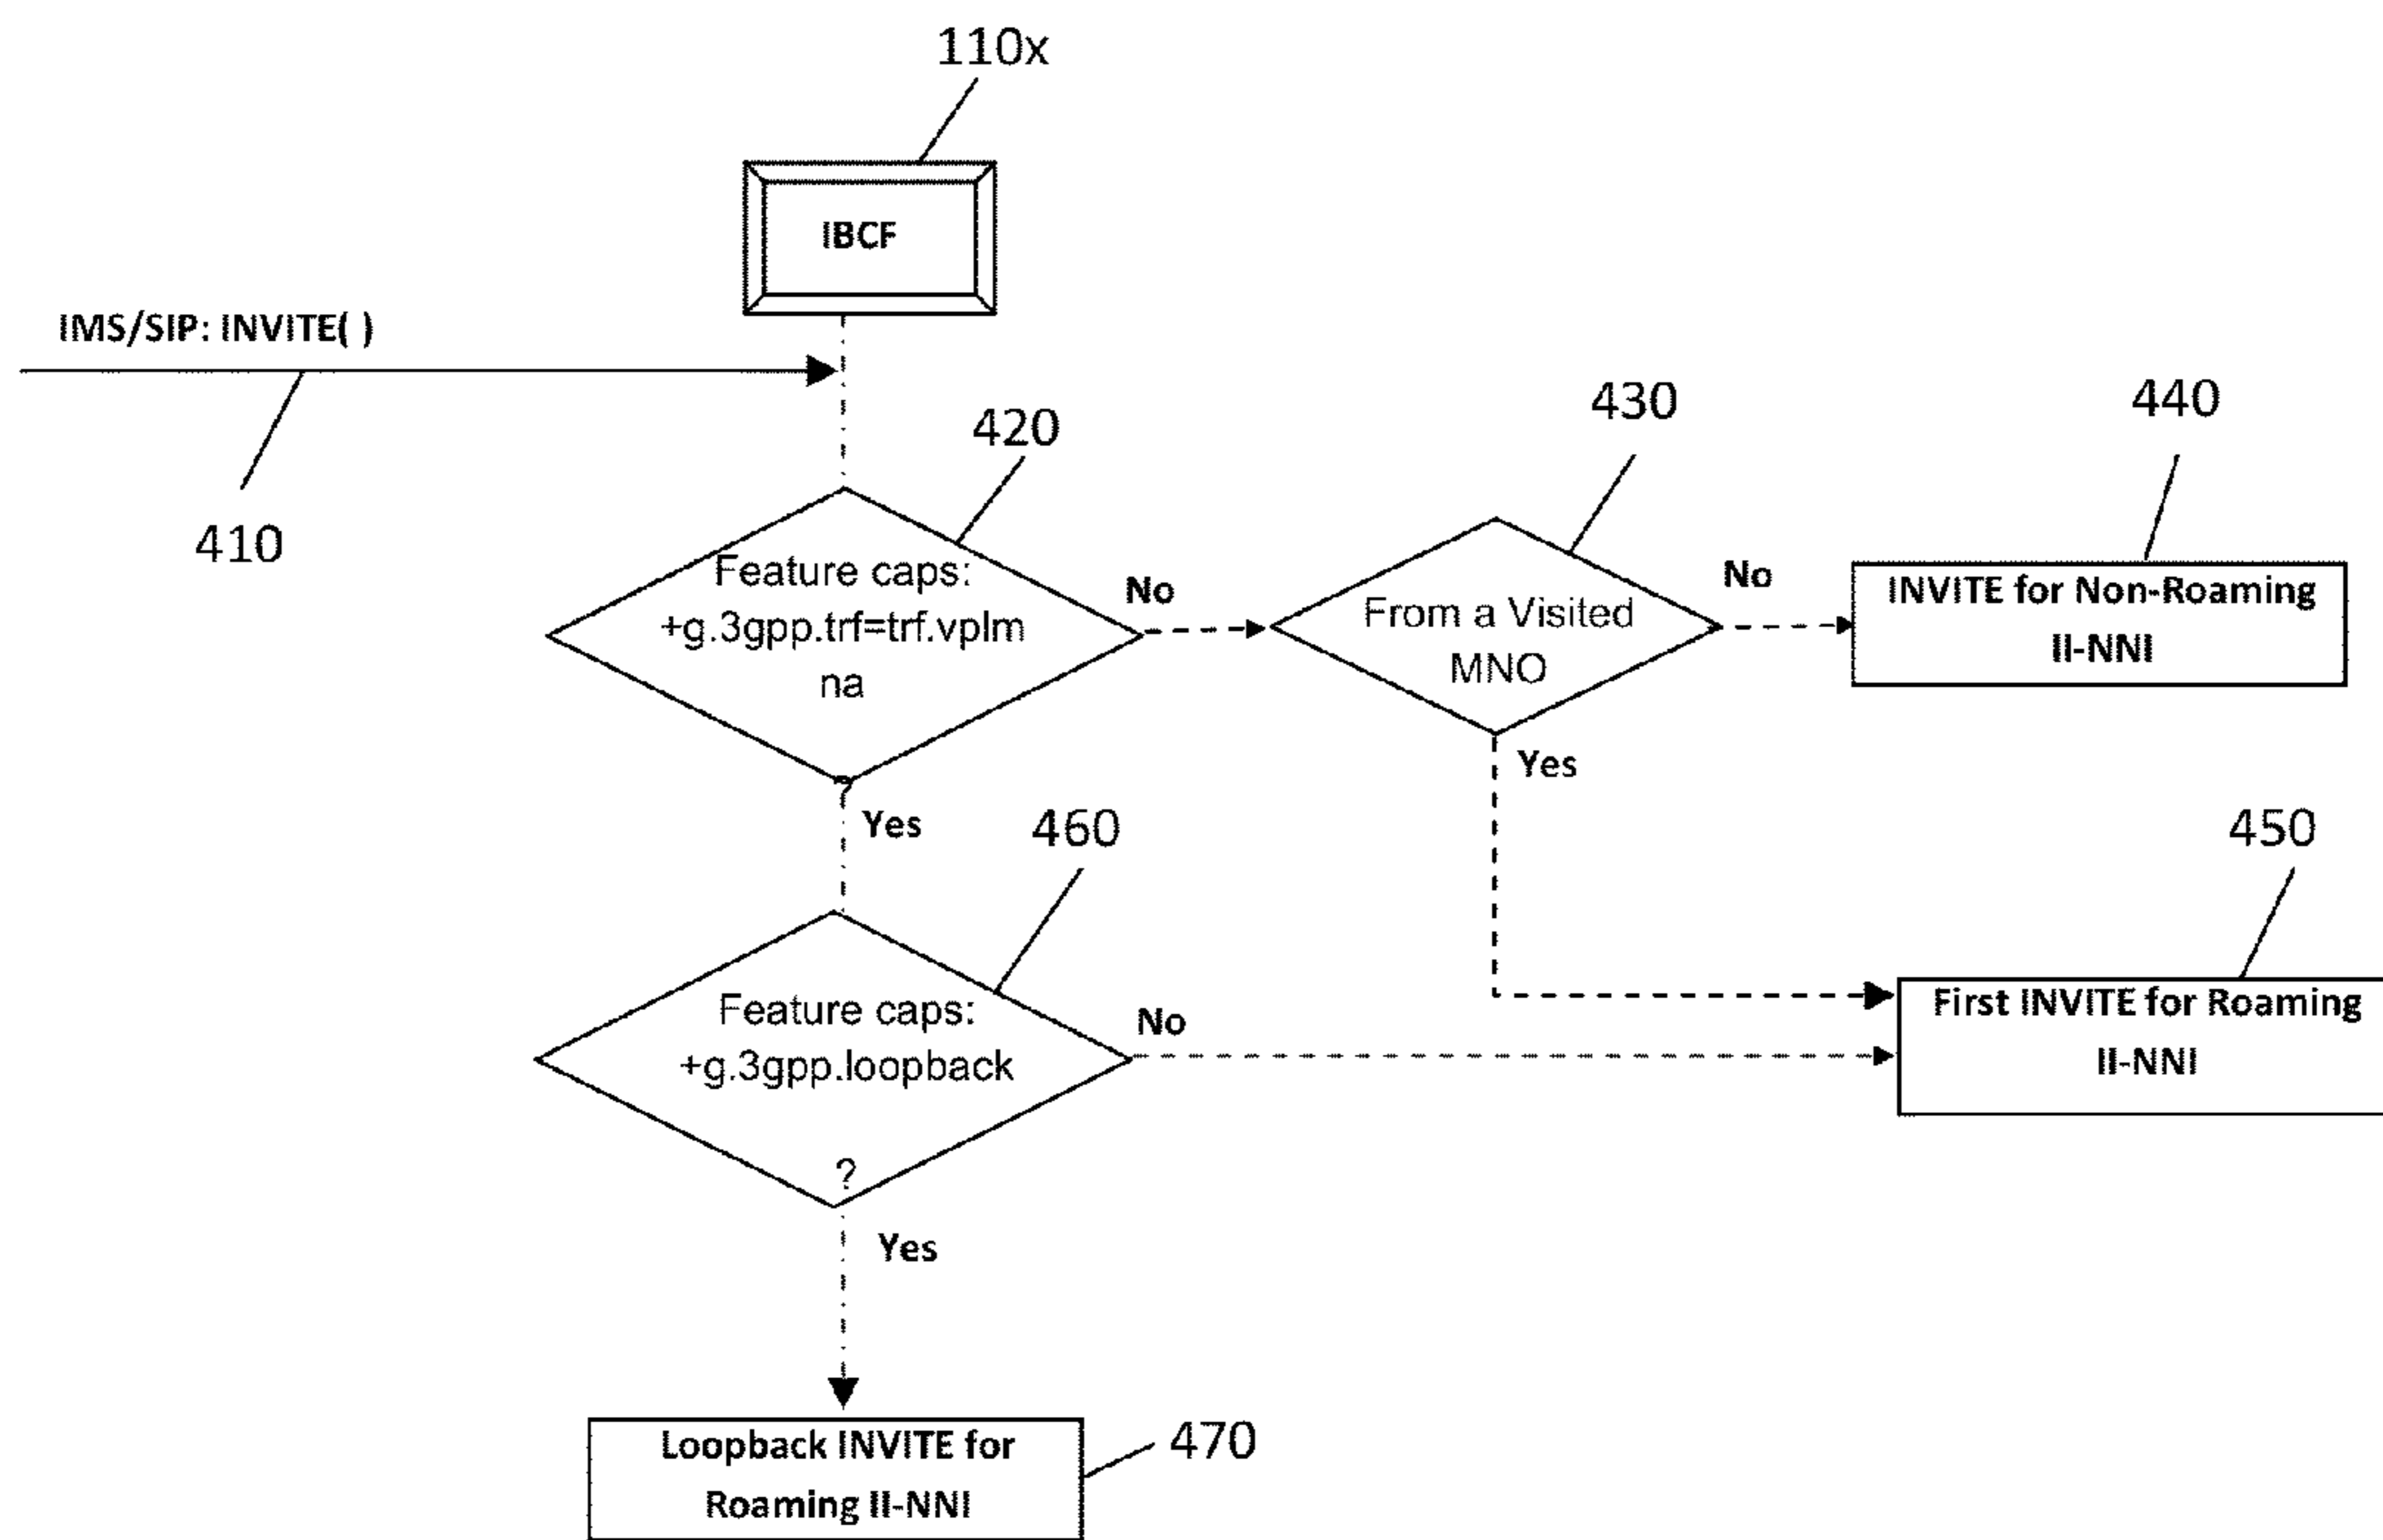 110x
IBCF
IMS/SIP: INVITE( )
410
420
430
440
Feature caps:
+g.3gpp.trf=trf.vplm
na
?
No
From a Visited
MNO
No
INVITE for Non-Roaming
II-NNI
Yes
Yes
460
450
Feature caps:
+g.3gpp.loopback
?
No
First INVITE for Roaming
II-NNI
Yes
Loopback INVITE for
Roaming II-NNI
470